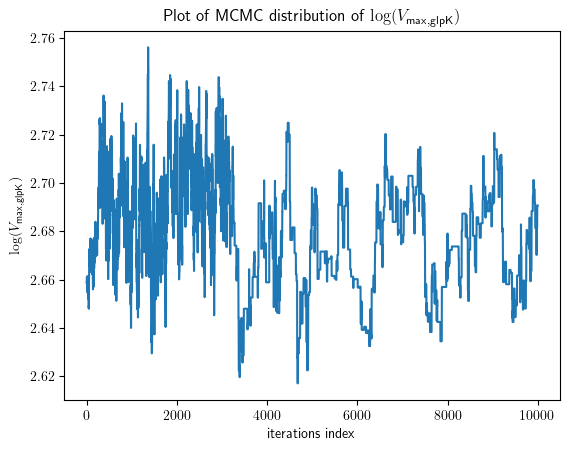 Plot of MCMC distribution of log(V_max,glpK)
2.76
2.74
2.72
2.70
2.68
2.66
2.64
2.62
log(V_max,glpK)
0 2000 4000 6000 8000 10000
iterations index